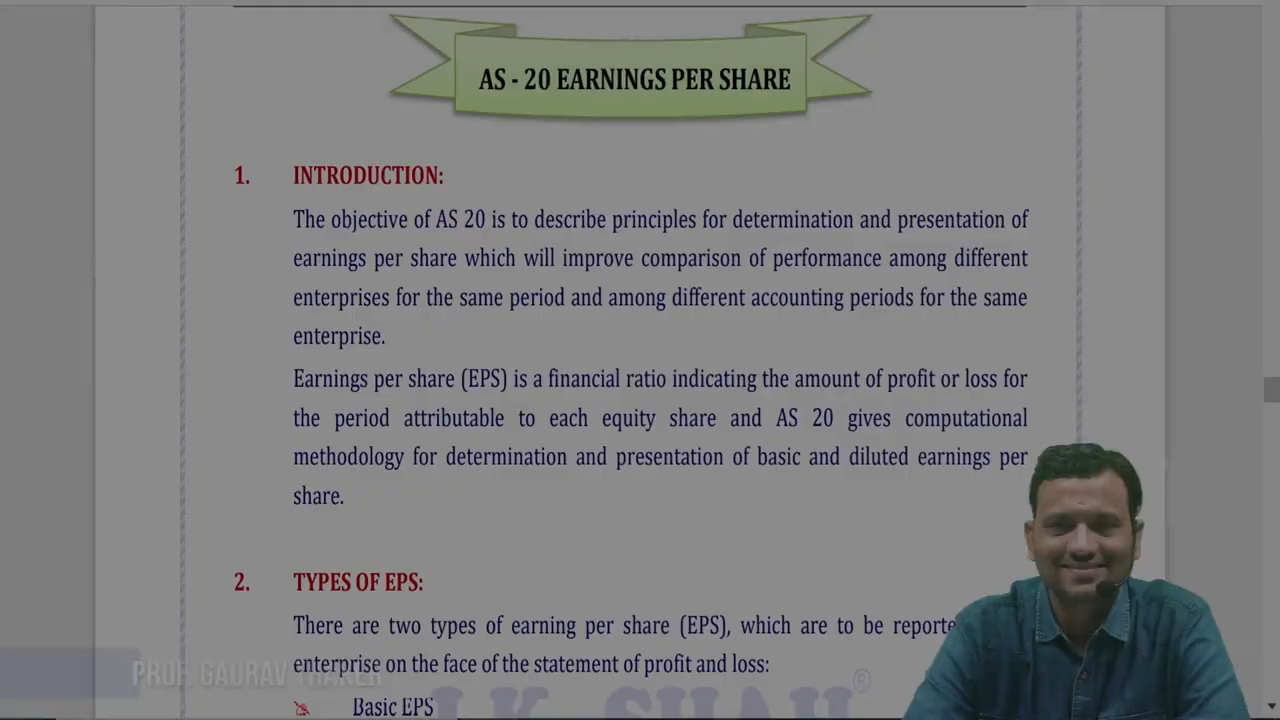 AS - 20 EARNINGS PER SHARE
1. INTRODUCTION:
The objective of AS 20 is to describe principles for determination and presentation of
earnings per share which will improve comparison of performance among different
enterprises for the same period and among different accounting periods for the same
enterprise.
Earnings per share (EPS) is a financial ratio indicating the amount of profit or loss for
the period attributable to each equity share and AS 20 gives computational
methodology for determination and presentation of basic and diluted earnings per
share.
2. TYPES OF EPS:
There are two types of earning per share (EPS), which are to be reporte
enterprise on the face of the statement of profit and loss:
PROF. GAURAV THAKER
Basic EPS
J.K. SHAH®